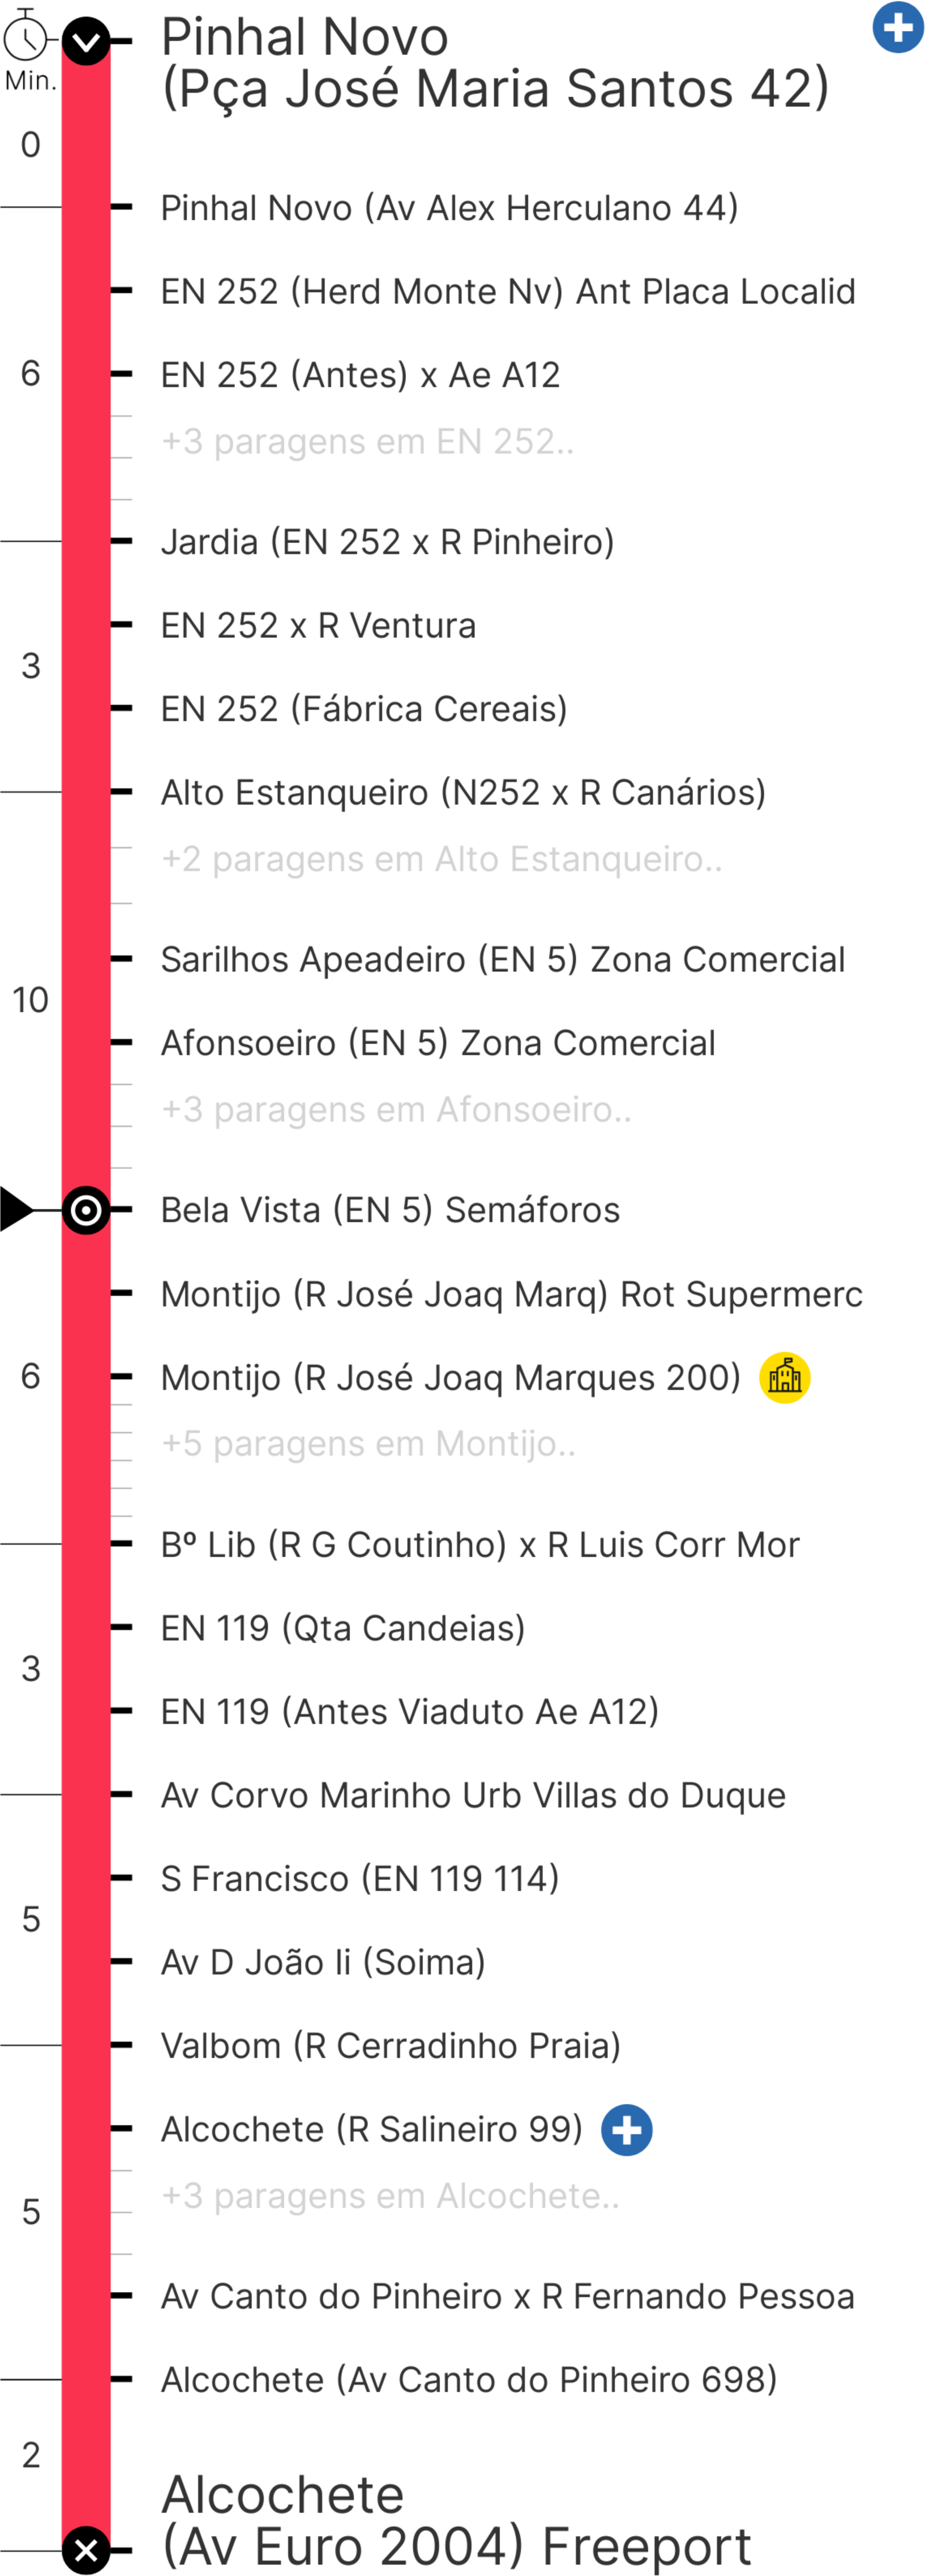 Pinhal Novo
(Pça José Maria Santos 42)
Min.
0
Pinhal Novo (Av Alex Herculano 44)
EN 252 (Herd Monte Nv) Ant Placa Localid
6
EN 252 (Antes) x Ae A12
+3 paragens em EN 252..
Jardia (EN 252 x R Pinheiro)
EN 252 x R Ventura
3
EN 252 (Fábrica Cereais)
Alto Estanqueiro (N252 x R Canários)
+2 paragens em Alto Estanqueiro..
Sarilhos Apeadeiro (EN 5) Zona Comercial
10
Afonsoeiro (EN 5) Zona Comercial
+3 paragens em Afonsoeiro..
Bela Vista (EN 5) Semáforos
Montijo (R José Joaq Marq) Rot Supermerc
6
Montijo (R José Joaq Marques 200)
+5 paragens em Montijo..
Bº Lib (R G Coutinho) x R Luis Corr Mor
EN 119 (Qta Candeias)
3
EN 119 (Antes Viaduto Ae A12)
Av Corvo Marinho Urb Villas do Duque
S Francisco (EN 119 114)
5
Av D João Ii (Soima)
Valbom (R Cerradinho Praia)
Alcochete (R Salineiro 99)
+3 paragens em Alcochete..
5
Av Canto do Pinheiro x R Fernando Pessoa
Alcochete (Av Canto do Pinheiro 698)
2
Alcochete
(Av Euro 2004) Freeport